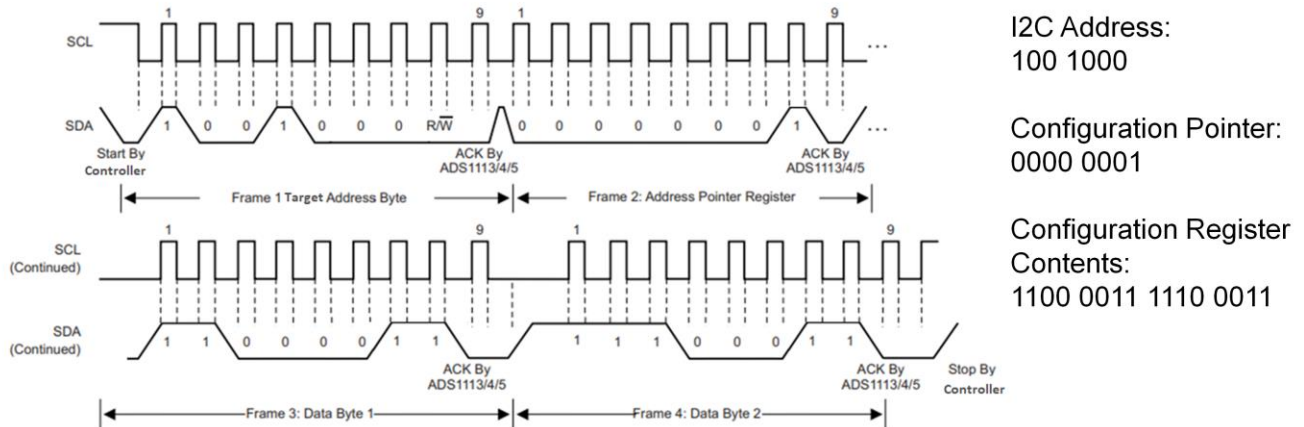 1 9 1 9
SCL ...
SDA 1 0 0 1 0 0 0 R/W 0 0 0 0 0 0 0 1 ...
Start By
Controller
ACK By
ADS1113/4/5
ACK By
ADS1113/4/5
Frame 1 Target Address Byte
Frame 2: Address Pointer Register
1 9 1 9
SCL
(Continued)
SDA
(Continued)
1 1 0 0 0 0 1 1 1 1 1 0 0 0 1 1
ACK By
ADS1113/4/5
ACK By
ADS1113/4/5
Stop By
Controller
Frame 3: Data Byte 1
Frame 4: Data Byte 2
I2C Address:
100 1000
Configuration Pointer:
0000 0001
Configuration Register
Contents:
1100 0011 1110 0011